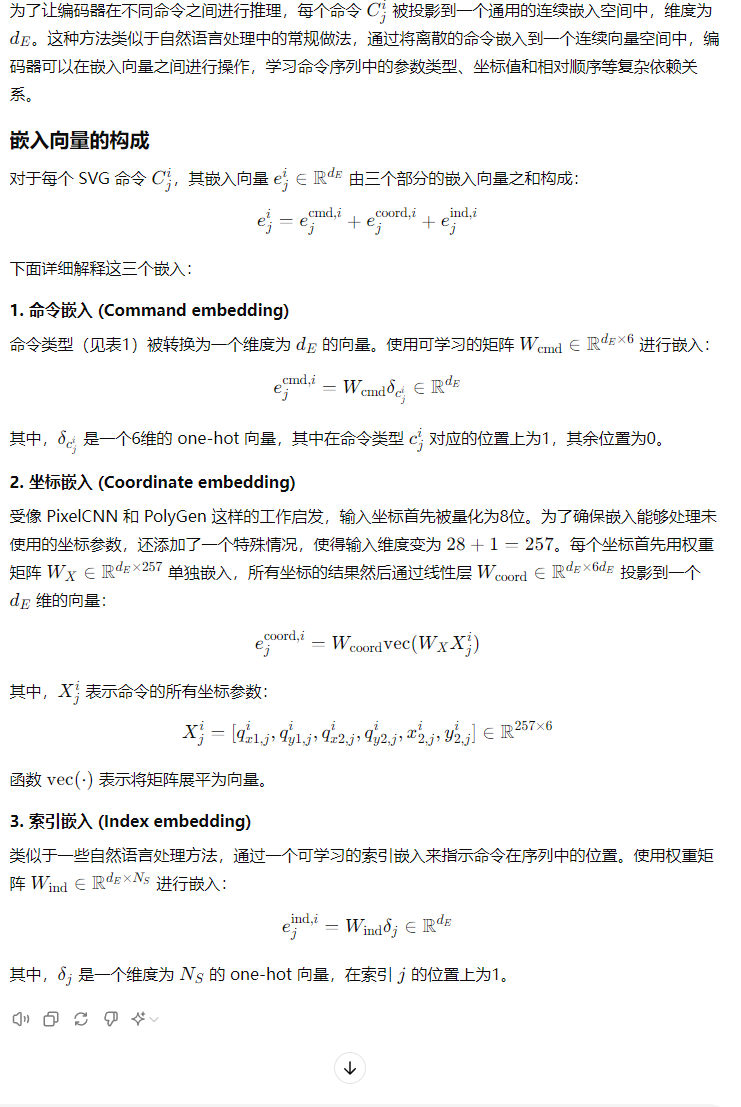 为了让编码器在不同命令之间进行推理，每个命令 $C_j^i$ 被投影到一个通用的连续嵌入空间中，维度为
$d_E$。这种方法类似于自然语言处理中的常规做法，通过将离散的命令嵌入到一个连续向量空间中，编
码器可以在嵌入向量之间进行操作，学习命令序列中的参数类型、坐标值和相对顺序等复杂依赖关
系。
嵌入向量的构成
对于每个 SVG 命令 $C_j^i$，其嵌入向量 $e_j^i \in \mathbb{R}^{d_E}$ 由三个部分的嵌入向量之和构成：
$e_j^i = e_j^{\text{cmd},i} + e_j^{\text{coord},i} + e_j^{\text{ind},i}$
下面详细解释这三个嵌入：
1. 命令嵌入 (Command embedding)
命令类型（见表1）被转换为一个维度为 $d_E$ 的向量。使用可学习的矩阵 $W_{\text{cmd}} \in \mathbb{R}^{d_E \times 6}$ 进行嵌入：
$e_j^{\text{cmd},i} = W_{\text{cmd}} \delta_{c_j^i} \in \mathbb{R}^{d_E}$
其中，$\delta_{c_j^i}$ 是一个6维的 one-hot 向量，其中在命令类型 $c_j^i$ 对应的位置上为1，其余位置为0。
2. 坐标嵌入 (Coordinate embedding)
受像 PixelCNN 和 PolyGen 这样的工作启发，输入坐标首先被量化为8位。为了确保嵌入能够处理未
使用的坐标参数，还添加了一个特殊情况，使得输入维度变为 $28 + 1 = 257$。每个坐标首先用权重
矩阵 $W_X \in \mathbb{R}^{d_E \times 257}$ 单独嵌入，所有坐标的结果然后通过线性层 $W_{\text{coord}} \in \mathbb{R}^{d_E \times 6d_E}$ 投影到一个
$d_E$ 维的向量：
$e_j^{\text{coord},i} = W_{\text{coord}} \text{vec}(W_X X_j^i)$
其中，$X_j^i$ 表示命令的所有坐标参数：
$X_j^i = [q_{x1,j}^i, q_{y1,j}^i, q_{x2,j}^i, q_{y2,j}^i, x_{2,j}^i, y_{2,j}^i] \in \mathbb{R}^{257 \times 6}$
函数 $\text{vec}(\cdot)$ 表示将矩阵展平为向量。
3. 索引嵌入 (Index embedding)
类似于一些自然语言处理方法，通过一个可学习的索引嵌入来指示命令在序列中的位置。使用权重矩
阵 $W_{\text{ind}} \in \mathbb{R}^{d_E \times N_S}$ 进行嵌入：
$e_j^{\text{ind},i} = W_{\text{ind}} \delta_j \in \mathbb{R}^{d_E}$
其中，$\delta_j$ 是一个维度为 $N_S$ 的 one-hot 向量，在索引 $j$ 的位置上为1。